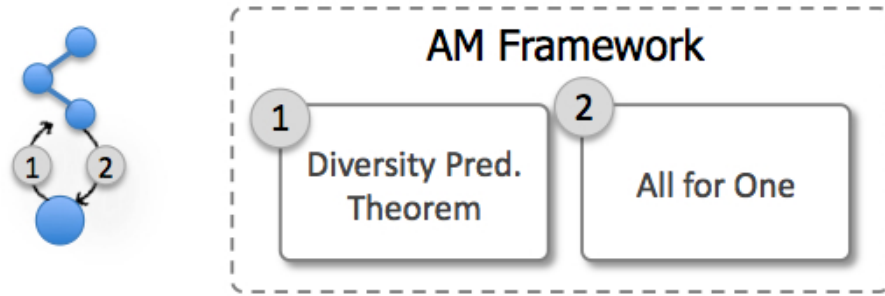 AM Framework
1
2
1
2
Diversity Pred.
Theorem
All for One